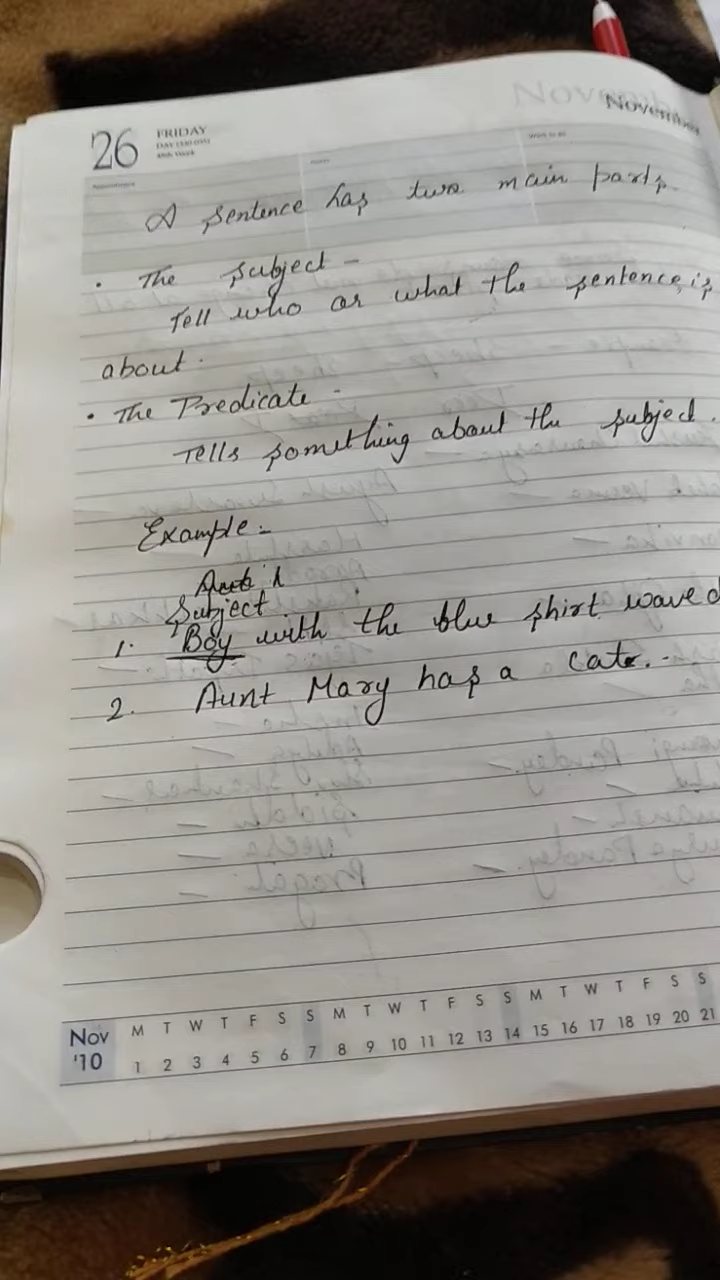 November
26 FRIDAY
A sentence has two main parts
• The subject -
Tell who or what the sentence, is
about.
• The Predicate -
Tells something about the subject.
Example -
Subject
1. Boy with the blue shirt waved
2. Aunt Mary has a cat.
Nov '10
M T W T F S S M T W T F S S M T W T F S S
1 2 3 4 5 6 7 8 9 10 11 12 13 14 15 16 17 18 19 20 21